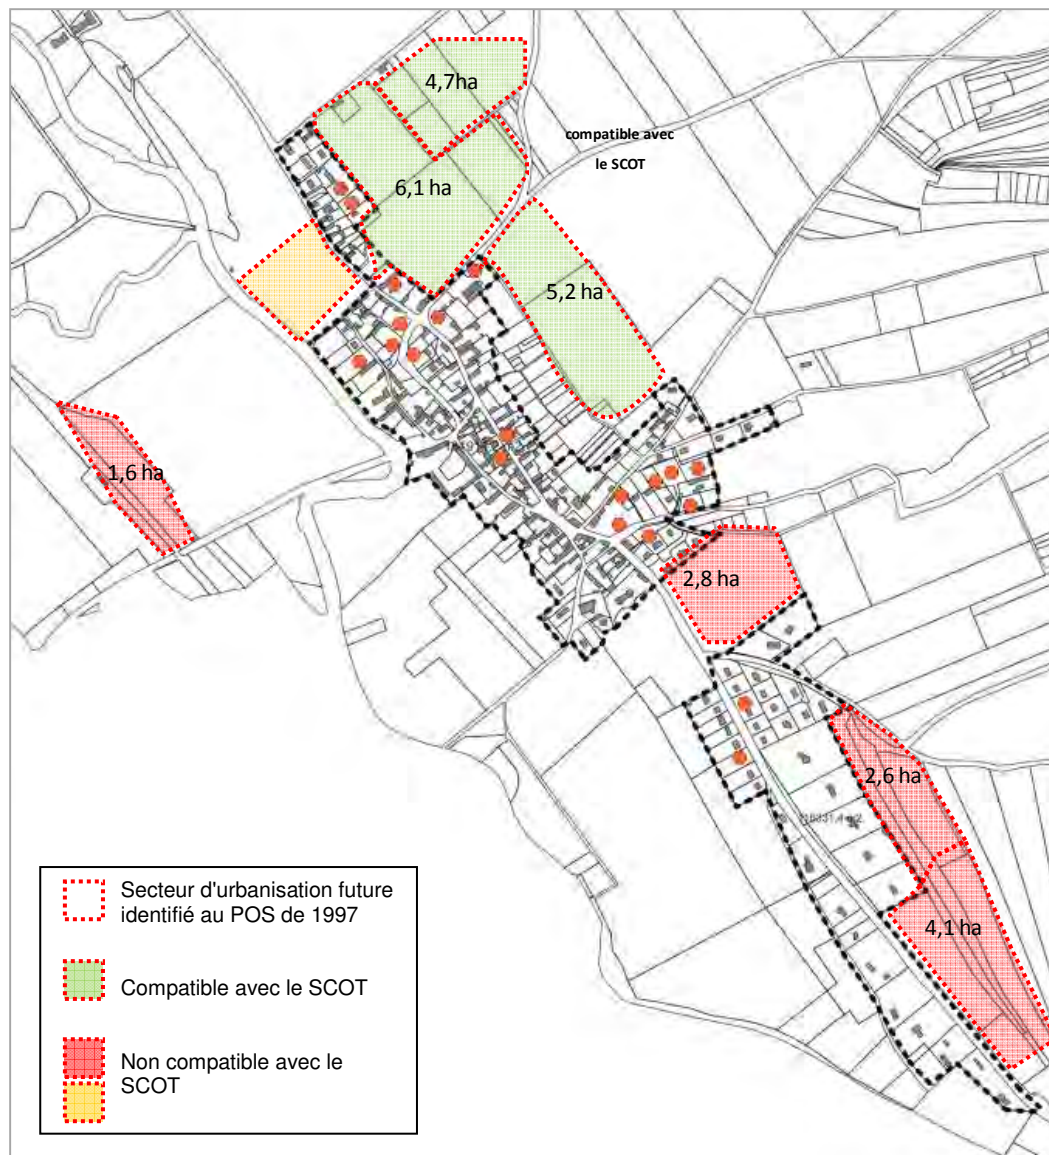 4,7ha
compatible avec
le SCOT
6,1 ha
5,2 ha
1,6 ha
2,8 ha
2,6 ha
4,1 ha
Secteur d'urbanisation future
identifié au POS de 1997
Compatible avec le SCOT
Non compatible avec le
SCOT